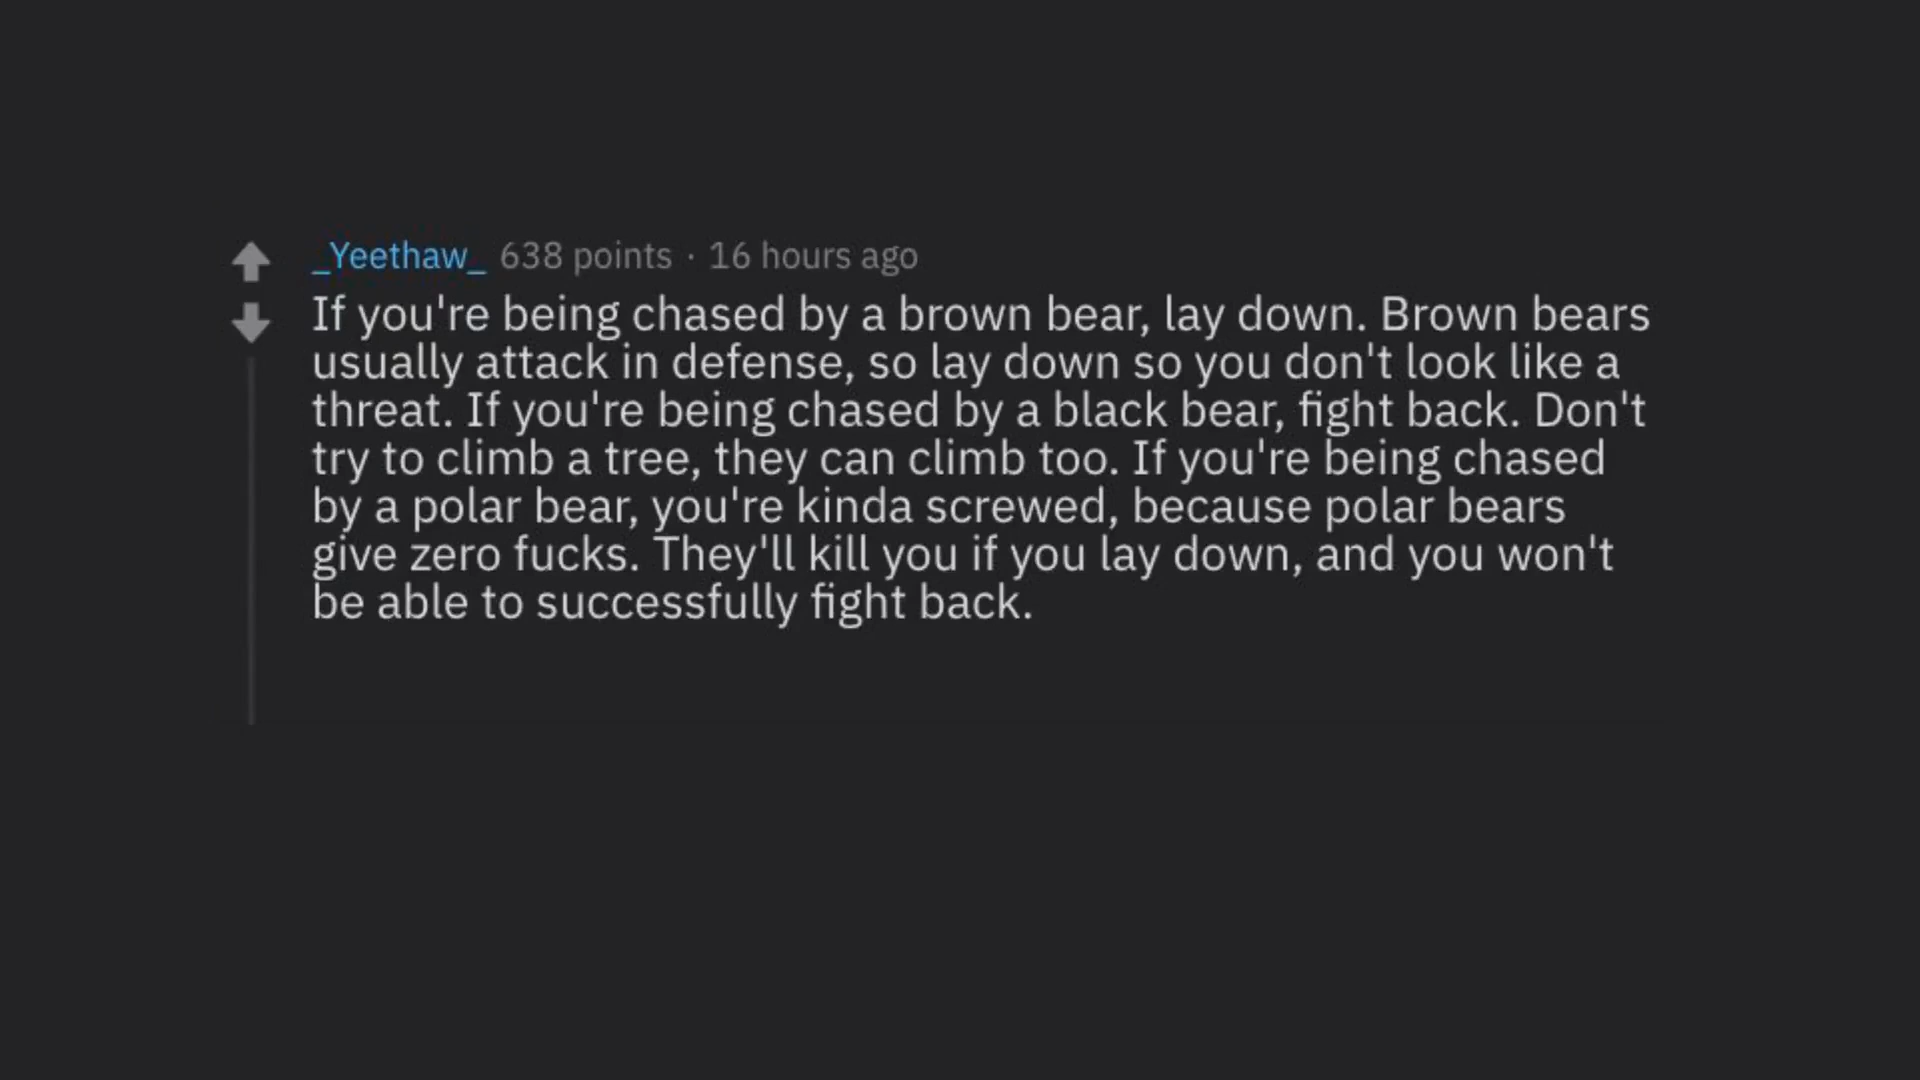 _Yeethaw_ 638 points · 16 hours ago
If you're being chased by a brown bear, lay down. Brown bears
usually attack in defense, so lay down so you don't look like a
threat. If you're being chased by a black bear, fight back. Don't
try to climb a tree, they can climb too. If you're being chased
by a polar bear, you're kinda screwed, because polar bears
give zero fucks. They'll kill you if you lay down, and you won't
be able to successfully fight back.